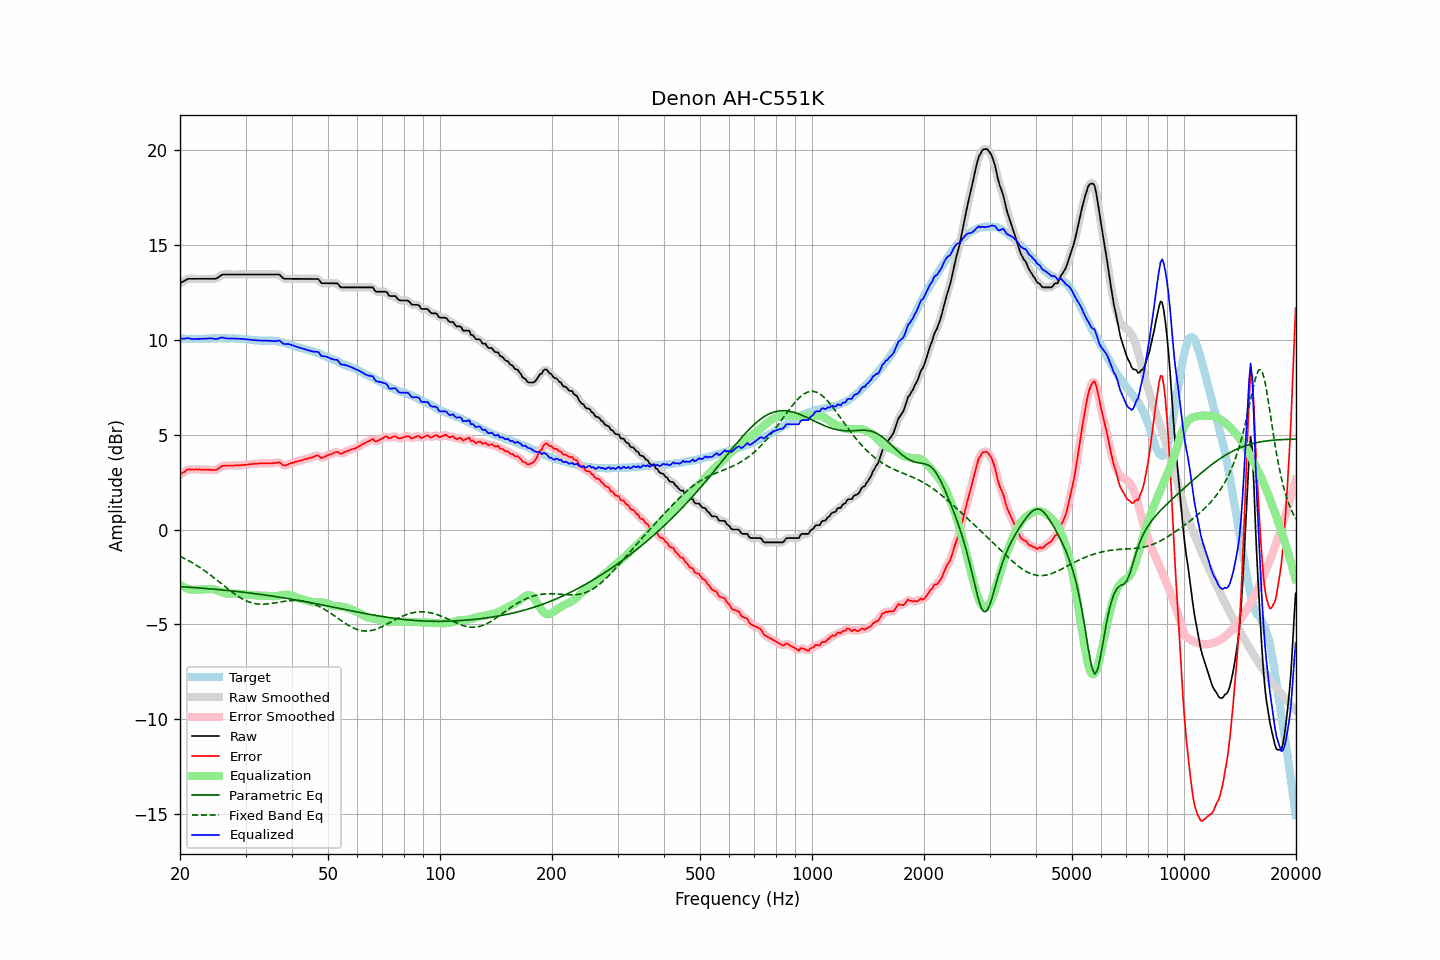 Denon AH-C551K
Amplitude (dBr)
20
15
10
5
0
−5
−10
−15
Target
Raw Smoothed
Error Smoothed
Raw
Error
Equalization
Parametric Eq
Fixed Band Eq
Equalized
20 50 100 200 500 1000 2000 5000 10000 20000
Frequency (Hz)